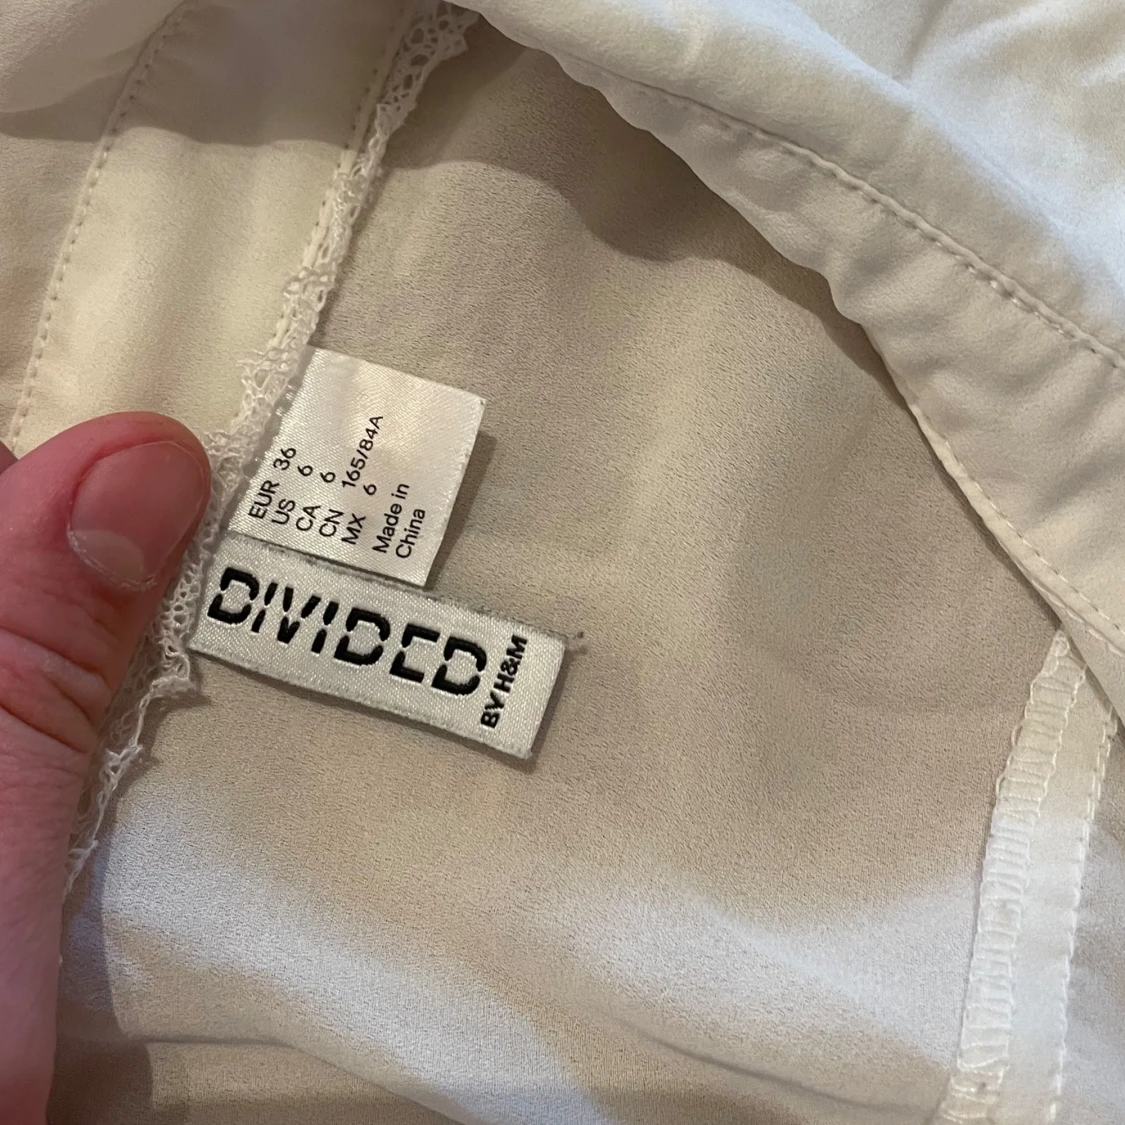 EUR 36
US 6
CA 6
CN 165/84A
MX 6
Made in
China
DIVIDED
BY H&M